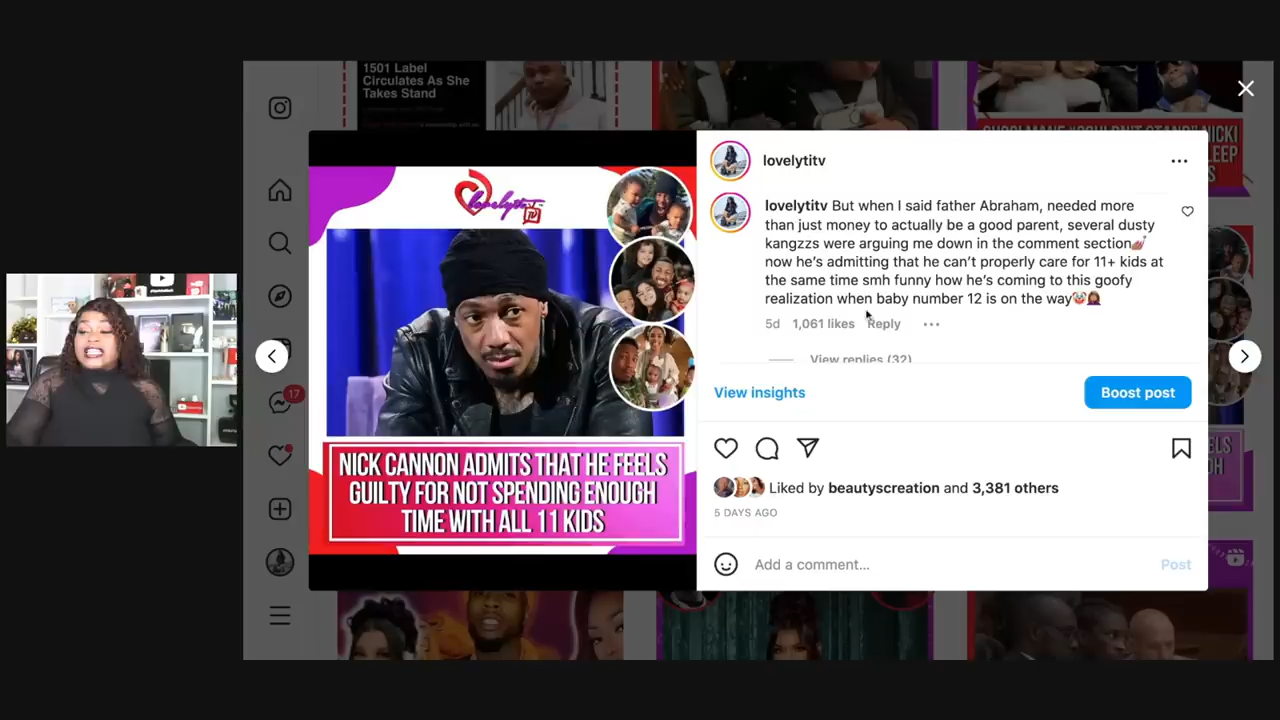 1501 Label
Circulates As She
Takes Stand
lovelytitv
lovelytitv But when I said father Abraham, needed more
than just money to actually be a good parent, several dusty
kangzzs were arguing me down in the comment section💅🏾
now he’s admitting that he can’t properly care for 11+ kids at
the same time smh funny how he’s coming to this goofy
realization when baby number 12 is on the way🤡🤦🏾‍♀️
5d 1,061 likes Reply
View replies (32)
View insights
Boost post
Liked by beautyscreation and 3,381 others
5 DAYS AGO
Add a comment...
Post
lovelyti
TV
NICK CANNON ADMITS THAT HE FEELS
GUILTY FOR NOT SPENDING ENOUGH
TIME WITH ALL 11 KIDS
17
NICKI